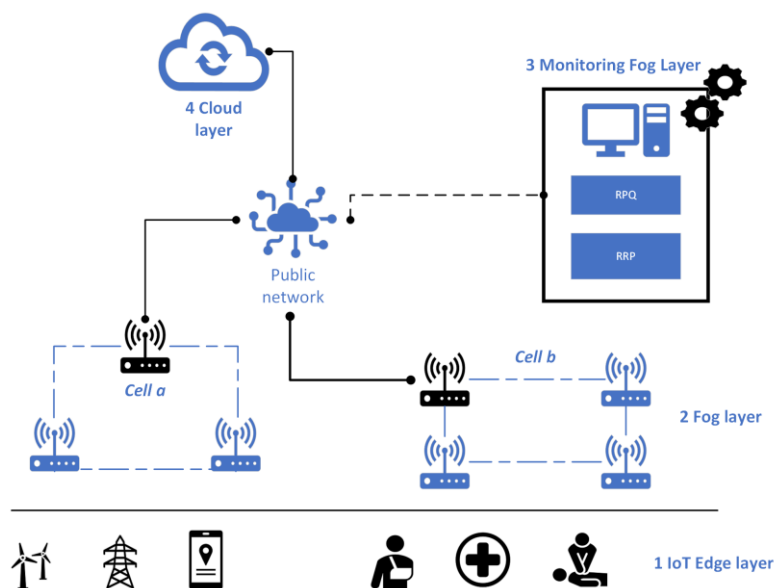 3 Monitoring Fog Layer
4 Cloud
layer
RPQ
RRP
Public
network
Cell a
Cell b
2 Fog layer
1 IoT Edge layer